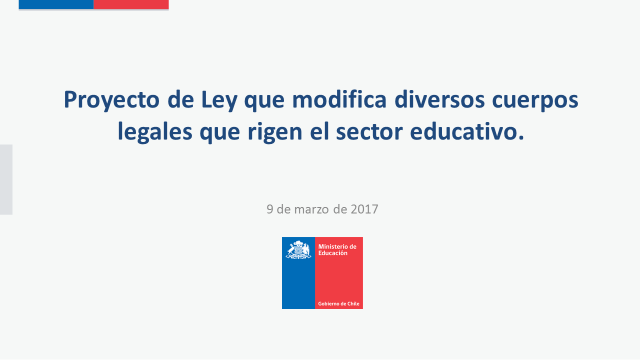 Proyecto de Ley que modifica diversos cuerpos
legales que rigen el sector educativo.
9 de marzo de 2017
Ministerio de
Educación
Gobierno de Chile